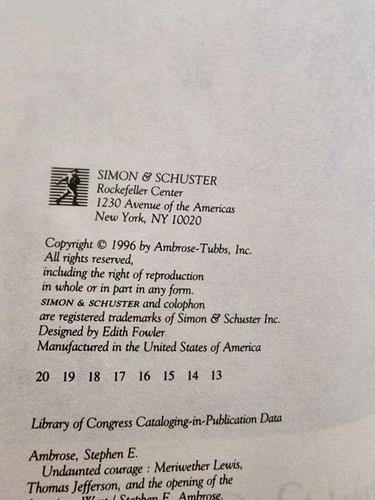 SIMON & SCHUSTER
Rockefeller Center
1230 Avenue of the Americas
New York, NY 10020
Copyright © 1996 by Ambrose-Tubbs, Inc.
All rights reserved,
including the right of reproduction
in whole or in part in any form.
SIMON & SCHUSTER and colophon
are registered trademarks of Simon & Schuster Inc.
Designed by Edith Fowler
Manufactured in the United States of America
20 19 18 17 16 15 14 13
Library of Congress Cataloging-in-Publication Data
Ambrose, Stephen E.
Undaunted courage : Meriwether Lewis,
Thomas Jefferson, and the opening of the
American West / Stephen E. Ambrose.